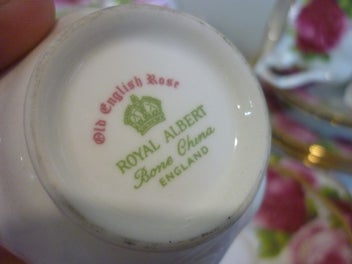 Old English Rose
ROYAL ALBERT
Bone China
ENGLAND